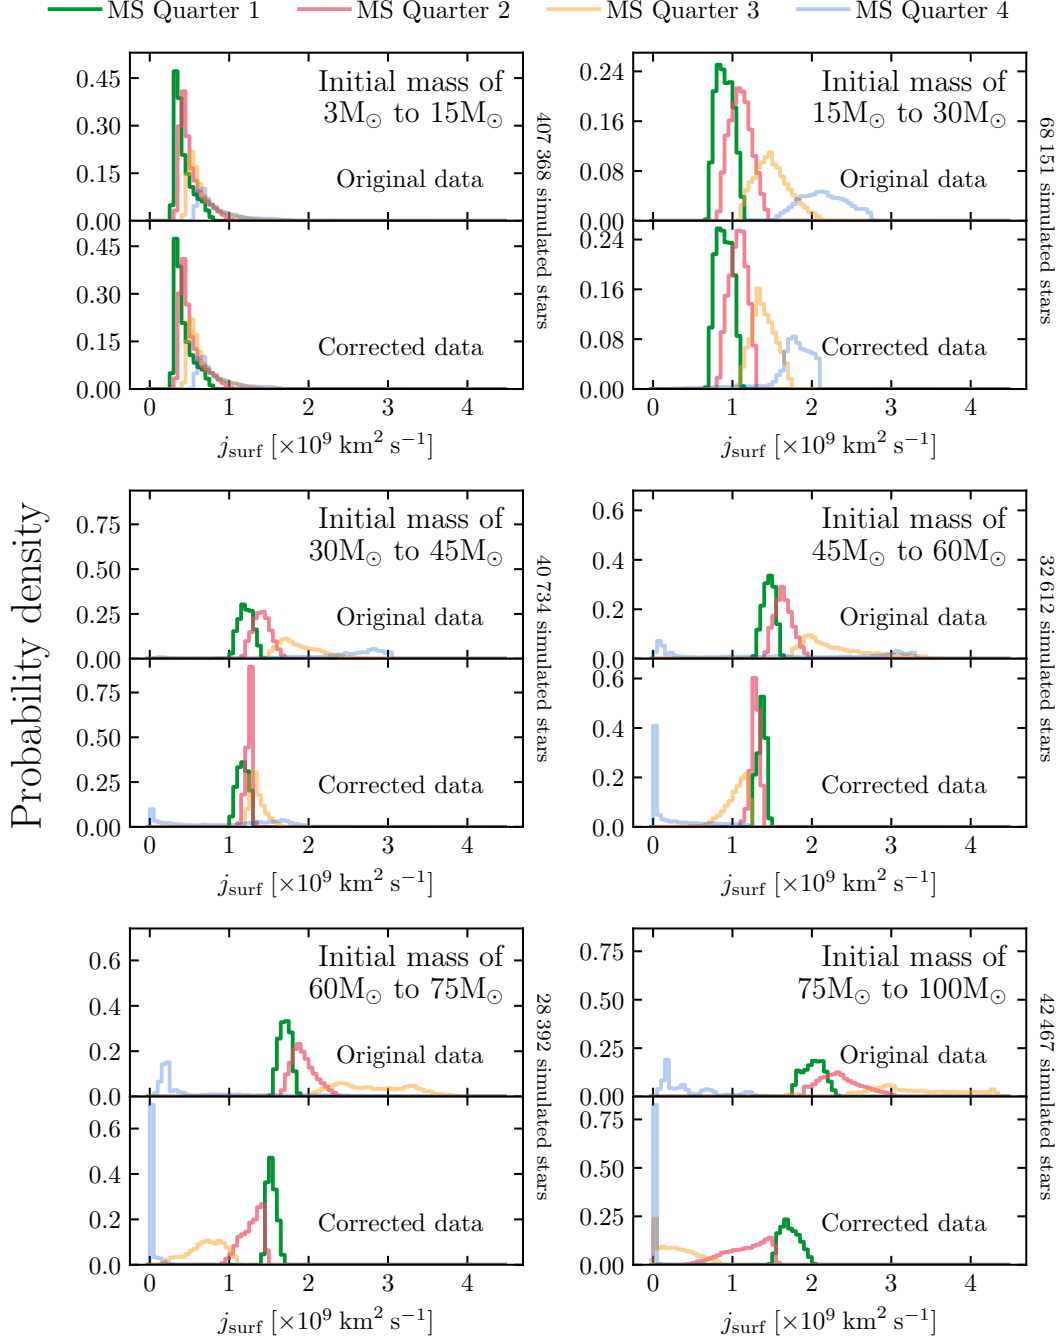 MS Quarter 1 MS Quarter 2 MS Quarter 3 MS Quarter 4
Probability density
Initial mass of
3M⊙ to 15M⊙
Original data
0.45
0.30
0.15
0.00
Corrected data
0.45
0.30
0.15
0.00
0 1 2 3 4
j_surf [×10⁹ km² s⁻¹]
407 368 simulated stars
Initial mass of
15M⊙ to 30M⊙
Original data
0.24
0.16
0.08
0.00
Corrected data
0.24
0.16
0.08
0.00
0 1 2 3 4
j_surf [×10⁹ km² s⁻¹]
68 151 simulated stars
Initial mass of
30M⊙ to 45M⊙
Original data
0.75
0.50
0.25
0.00
Corrected data
0.75
0.50
0.25
0.00
0 1 2 3 4
j_surf [×10⁹ km² s⁻¹]
40 734 simulated stars
Initial mass of
45M⊙ to 60M⊙
Original data
0.6
0.4
0.2
0.0
Corrected data
0.6
0.4
0.2
0.0
0 1 2 3 4
j_surf [×10⁹ km² s⁻¹]
32 612 simulated stars
Initial mass of
60M⊙ to 75M⊙
Original data
0.6
0.4
0.2
0.0
Corrected data
0.6
0.4
0.2
0.0
0 1 2 3 4
j_surf [×10⁹ km² s⁻¹]
28 392 simulated stars
Initial mass of
75M⊙ to 100M⊙
Original data
0.75
0.50
0.25
0.00
Corrected data
0.75
0.50
0.25
0.00
0 1 2 3 4
j_surf [×10⁹ km² s⁻¹]
42 467 simulated stars